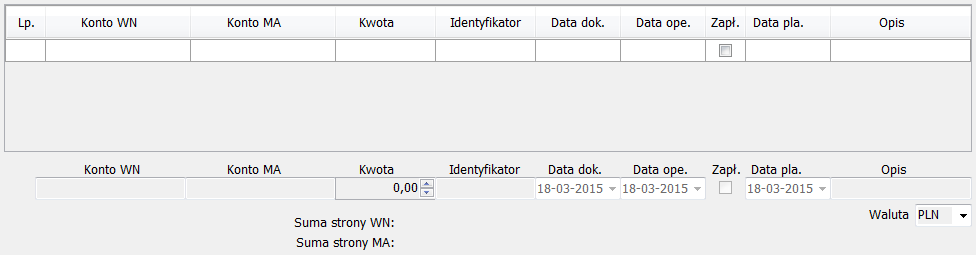 Lp. Konto WN Konto MA Kwota Identyfikator Data dok. Data ope. Zapł. Data pla. Opis
Konto WN Konto MA Kwota Identyfikator Data dok. Data ope. Zapł. Data pla. Opis
0,00 18-03-2015 18-03-2015 18-03-2015
Waluta PLN
Suma strony WN:
Suma strony MA: